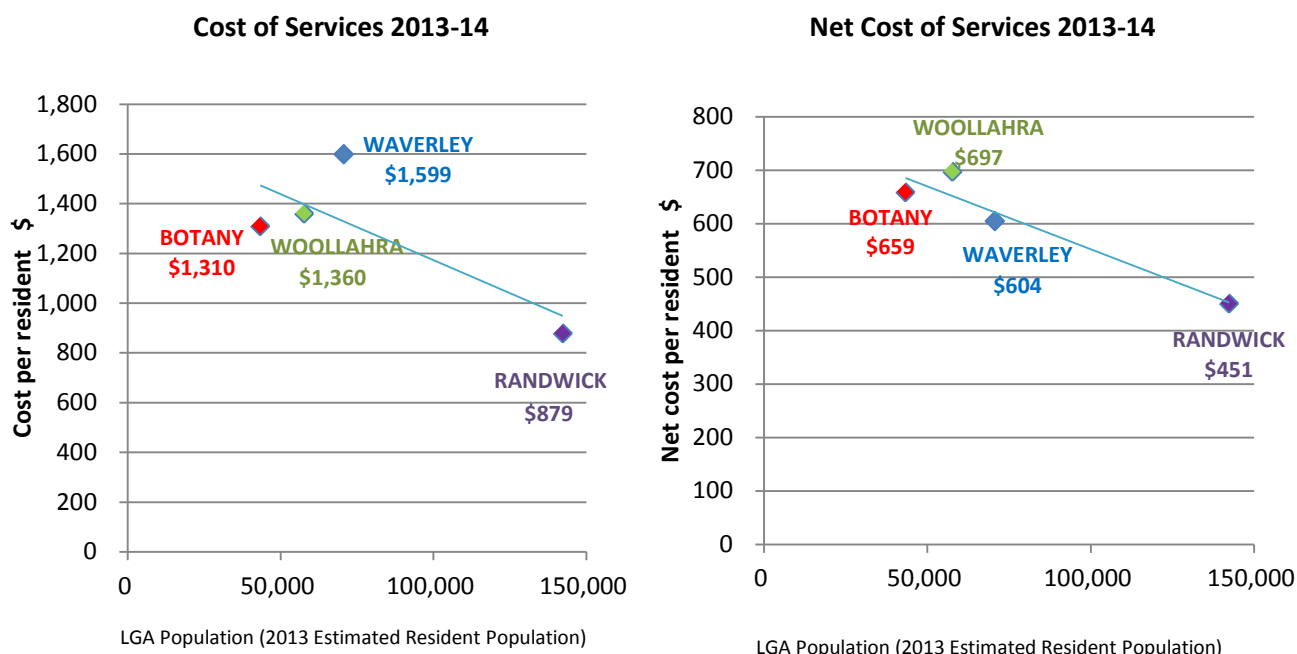 Cost of Services 2013-14
Cost per resident $
1,800
1,600
1,400
1,200
1,000
800
600
400
200
0
WAVERLEY
$1,599
BOTANY
$1,310
WOOLLAHRA
$1,360
RANDWICK
$879
0
50,000
100,000
150,000
LGA Population (2013 Estimated Resident Population)
Net Cost of Services 2013-14
Net cost per resident $
800
700
600
500
400
300
200
100
0
WOOLLAHRA
$697
BOTANY
$659
WAVERLEY
$604
RANDWICK
$451
0
50,000
100,000
150,000
LGA Population (2013 Estimated Resident Population)